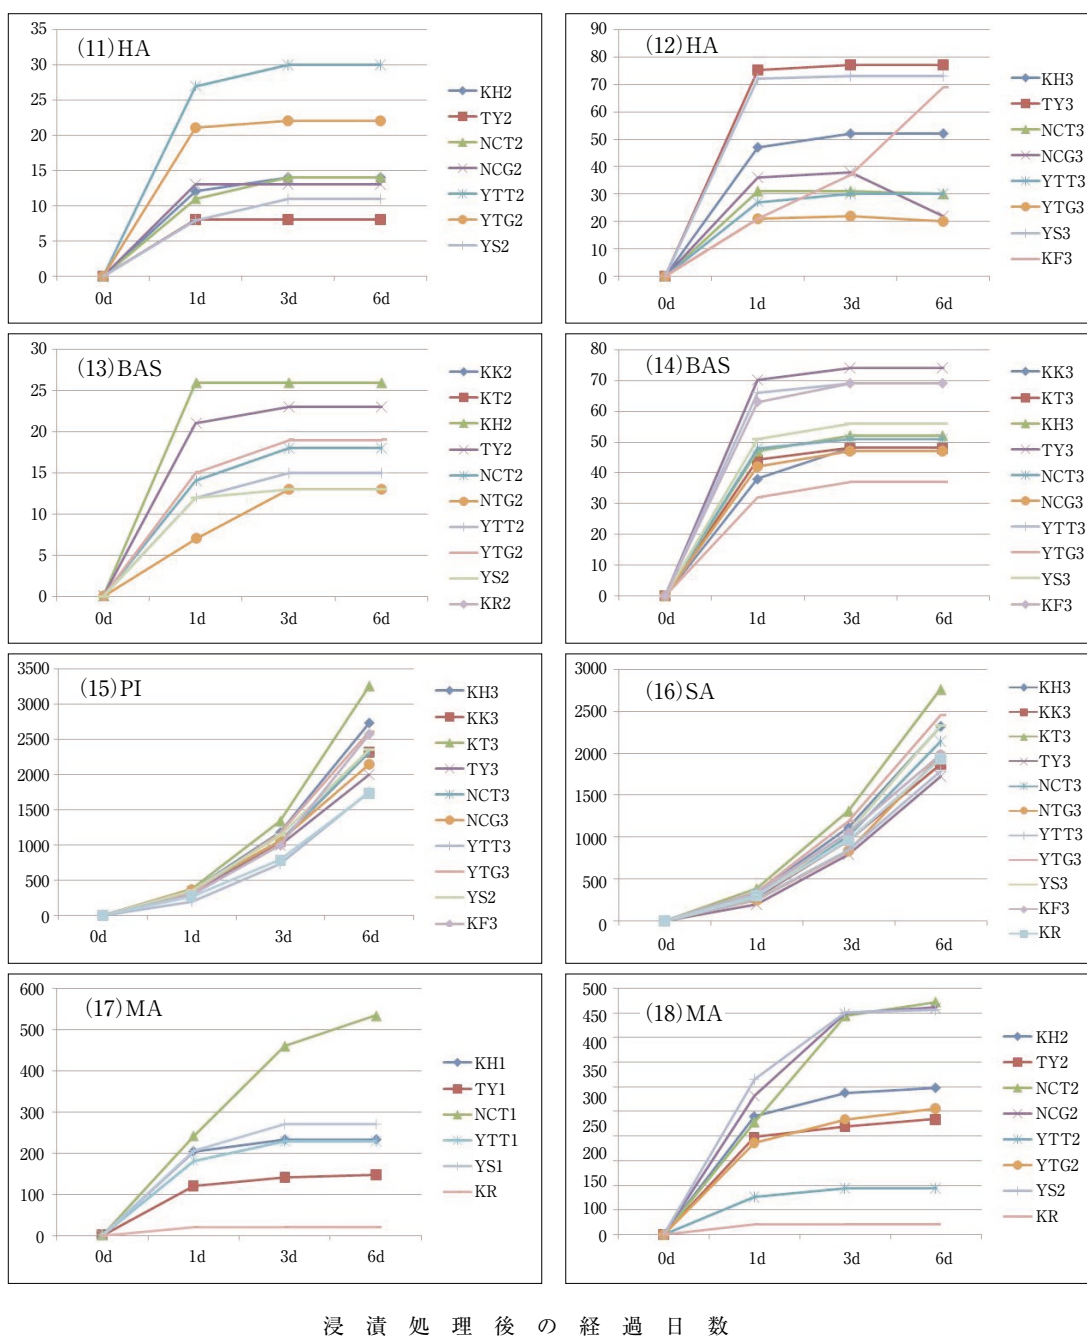 (11)HA
35
30
25
20
15
10
5
0
0d 1d 3d 6d
KH2
TY2
NCT2
NCG2
YTT2
YTG2
YS2
(12)HA
90
80
70
60
50
40
30
20
10
0
0d 1d 3d 6d
KH3
TY3
NCT3
NCG3
YTT3
YTG3
YS3
KF3
(13)BAS
30
25
20
15
10
5
0
0d 1d 3d 6d
KK2
KT2
KH2
TY2
NCT2
NTG2
YTT2
YTG2
YS2
KR2
(14)BAS
80
70
60
50
40
30
20
10
0
0d 1d 3d 6d
KK3
KT3
KH3
TY3
NCT3
NCG3
YTT3
YTG3
YS3
KF3
(15)PI
3500
3000
2500
2000
1500
1000
500
0
0d 1d 3d 6d
KH3
KK3
KT3
TY3
NCT3
NCG3
YTT3
YTG3
YS2
KF3
(16)SA
3000
2500
2000
1500
1000
500
0
0d 1d 3d 6d
KH3
KK3
KT3
TY3
NCT3
NTG3
YTT3
YTG3
YS3
KF3
KR
(17)MA
600
500
400
300
200
100
0
0d 1d 3d 6d
KH1
TY1
NCT1
YTT1
YS1
KR
(18)MA
500
450
400
350
300
250
200
150
100
0
0d 1d 3d 6d
KH2
TY2
NCT2
NCG2
YTT2
YTG2
YS2
KR
浸漬処理後の経過日数